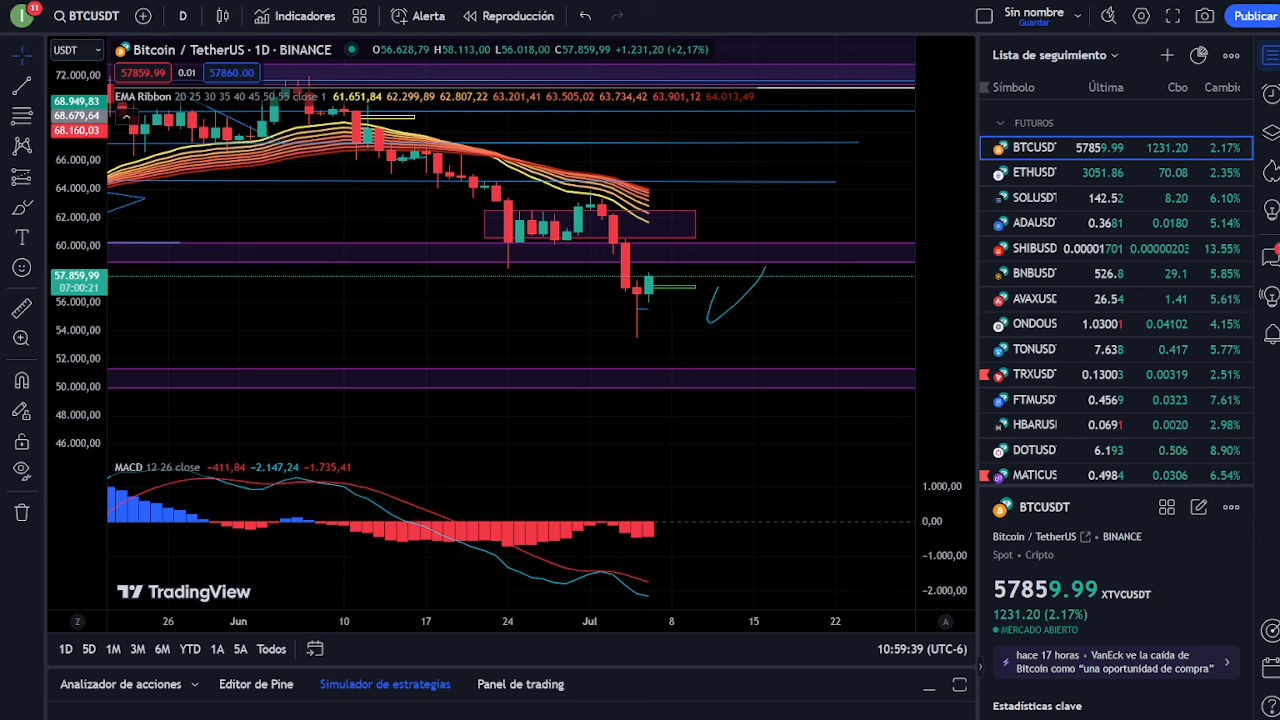 I 11 BTCUSDT D Indicadores Alerta Reproducción Sin nombre Guardar Publicar
USDT Bitcoin / TetherUS · 1D · BINANCE O56.628,79 H58.113,00 L56.018,00 C57.859,99 +1.231,20 (+2,17%)
57859.99 0.01 57860.00
EMA Ribbon 20 25 30 35 40 45 50 55 close 1 61.651,84 62.299,89 62.807,22 63.201,41 63.505,02 63.734,42 63.901,12 64.013,49
72.000,00
68.949,83
68.679,64
68.160,03
66.000,00
64.000,00
62.000,00
60.000,00
57.859,99
07:00:21
56.000,00
54.000,00
52.000,00
50.000,00
48.000,00
46.000,00
MACD 12 26 close −411,84 −2.147,24 −1.735,41
1.000,00
0,00
−1.000,00
−2.000,00
TradingView
Z 26 Jun 10 17 24 Jul 8 15 22 A
1D 5D 1M 3M 6M YTD 1A 5A Todos 10:59:39 (UTC-6)
Analizador de acciones Editor de Pine Simulador de estrategias Panel de trading
Lista de seguimiento
Símbolo Última Cbo Cambic
FUTUROS
BTCUSD 57859.99 1231.20 2.17%
ETHUSD 3051.86 70.08 2.35%
SOLUSD 142.52 8.20 6.10%
ADAUSD 0.3681 0.0180 5.14%
SHIBUSD 0.00001701 0.00000203 13.55%
BNBUSD 526.8 29.1 5.85%
AVAXUSD 26.54 1.41 5.61%
ONDOUS 1.03001 0.04102 4.15%
TONUSD 7.638 0.417 5.77%
TRXUSD 0.13003 0.00319 2.51%
FTMUSD 0.4569 0.0323 7.61%
HBARUS 0.0691 0.0020 2.98%
DOTUSD 6.193 0.506 8.90%
MATICUS 0.4984 0.0306 6.54%
BTCUSDT
Bitcoin / TetherUS • BINANCE
Spot • Cripto
57859.99 XTVCUSDT
1231.20 (2.17%)
MERCADO ABIERTO
hace 17 horas • VanEck ve la caída de
Bitcoin como “una oportunidad de compra”
Estadísticas clave